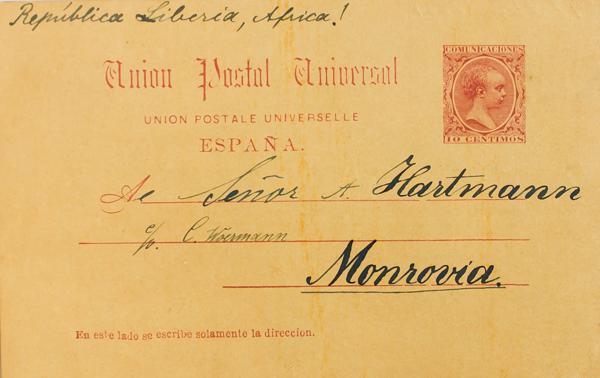 República Liberia, Africa!
Union Postal Universal
COMUNICACIONES
10 CENTIMOS
UNION POSTALE UNIVERSELLE
ESPAÑA.
Señor A. Hartmann
c/o. C. Woermann
Monrovia.
En este lado se escribe solamente la direccion.